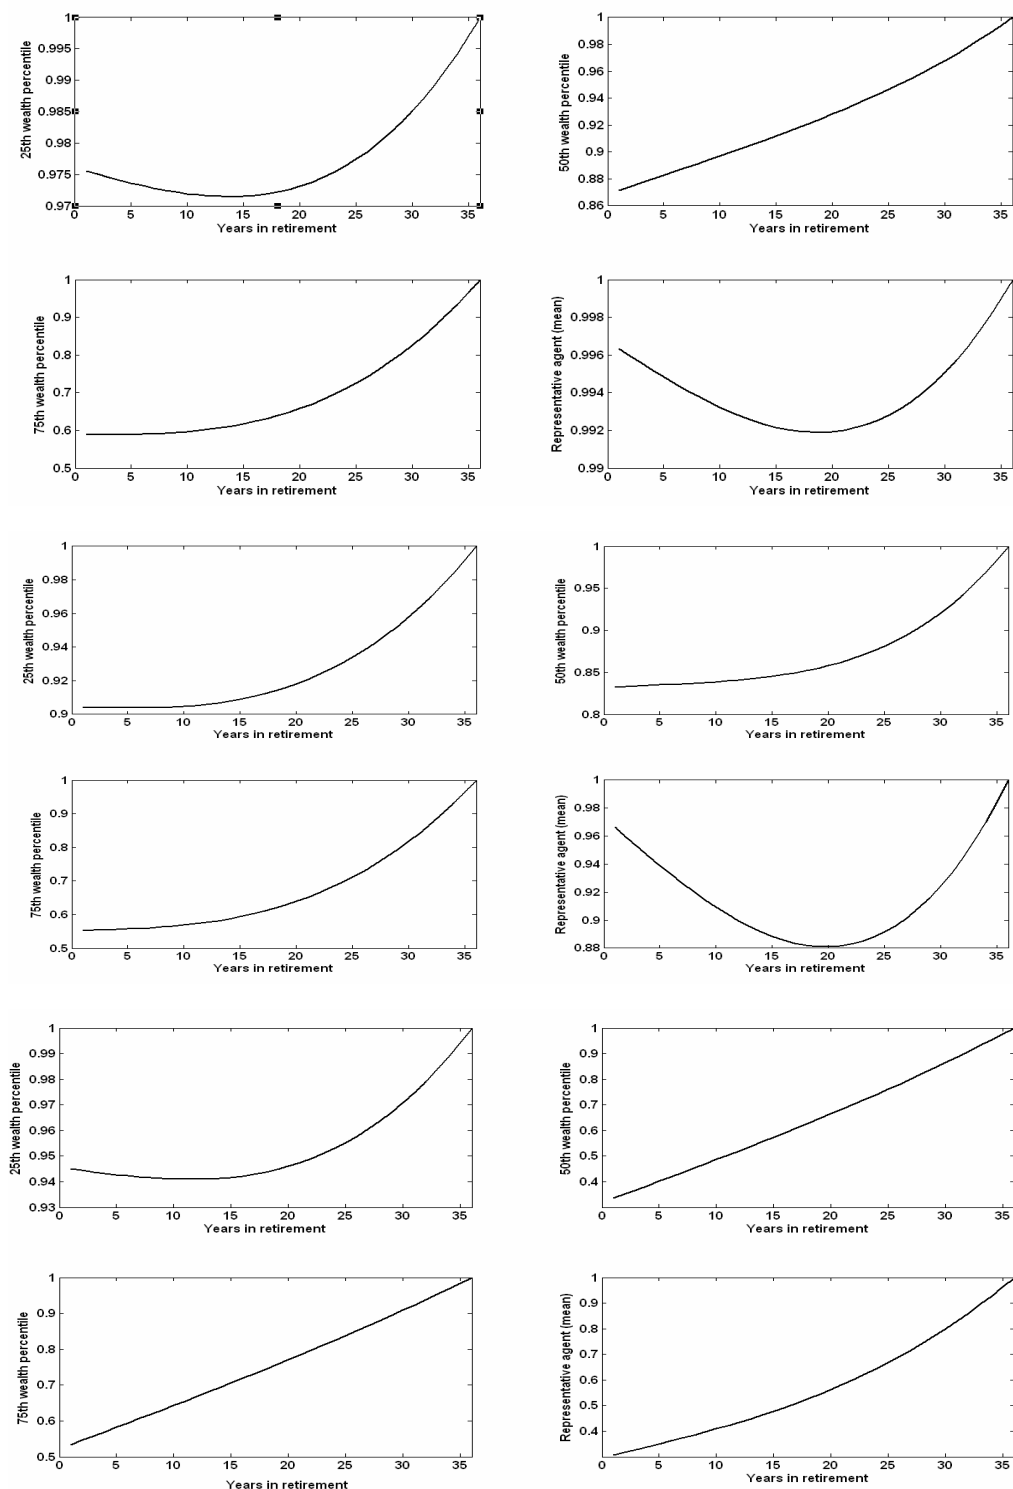 25th wealth percentile
1
0.995
0.99
0.985
0.98
0.975
0.97
0 5 10 15 20 25 30 35
Years in retirement
50th wealth percentile
1
0.98
0.96
0.94
0.92
0.9
0.88
0.86
0 5 10 15 20 25 30 35
Years in retirement
75th wealth percentile
1
0.9
0.8
0.7
0.6
0.5
0 5 10 15 20 25 30 35
Years in retirement
Representative agent (mean)
1
0.998
0.996
0.994
0.992
0.99
0 5 10 15 20 25 30 35
Years in retirement
25th wealth percentile
1
0.98
0.96
0.94
0.92
0.9
0 5 10 15 20 25 30 35
Years in retirement
50th wealth percentile
1
0.95
0.9
0.85
0.8
0 5 10 15 20 25 30 35
Years in retirement
75th wealth percentile
1
0.9
0.8
0.7
0.6
0.5
0 5 10 15 20 25 30 35
Years in retirement
Representative agent (mean)
1
0.98
0.96
0.94
0.92
0.9
0.88
0 5 10 15 20 25 30 35
Years in retirement
25th wealth percentile
1
0.99
0.98
0.97
0.96
0.95
0.94
0.93
0 5 10 15 20 25 30 35
Years in retirement
50th wealth percentile
1
0.9
0.8
0.7
0.6
0.5
0.4
0 5 10 15 20 25 30 35
Years in retirement
75th wealth percentile
1
0.9
0.8
0.7
0.6
0.5
0 5 10 15 20 25 30 35
Years in retirement
Representative agent (mean)
1
0.9
0.8
0.7
0.6
0.5
0.4
0 5 10 15 20 25 30 35
Years in retirement